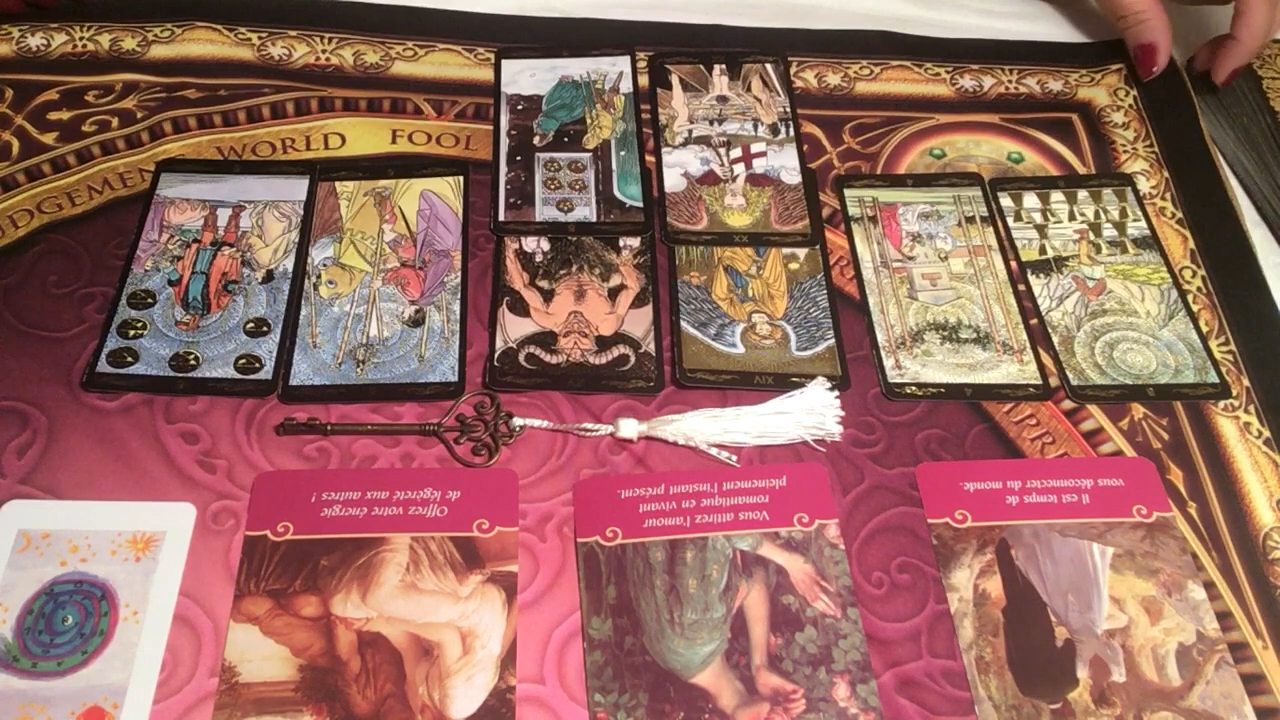 JUDGEMENT WORLD FOOL
XX
XIV
Offrez votre énergie
de légèreté aux autres !
Vous attirez l'amour
romantique en vivant
pleinement l'instant présent.
Il est temps de
vous déconnecter du monde.